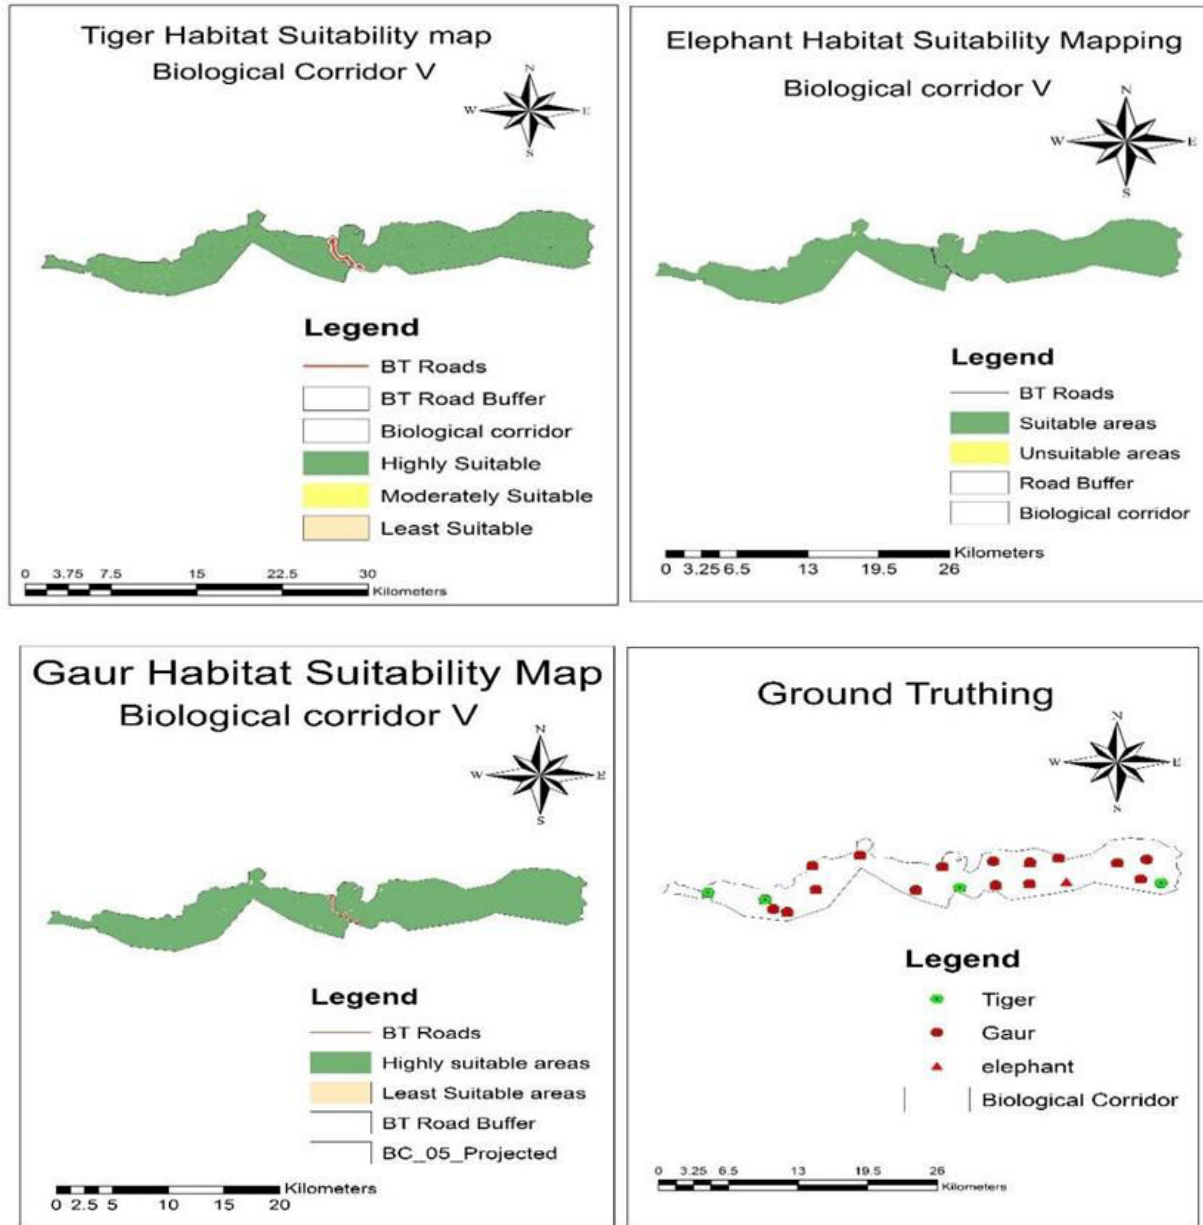 Tiger Habitat Suitability map
Biological Corridor V
N
W
E
S
Legend
BT Roads
BT Road Buffer
Biological corridor
Highly Suitable
Moderately Suitable
Least Suitable
0 3.75 7.5 15 22.5 30
Kilometers
Elephant Habitat Suitability Mapping
Biological corridor V
N
W
E
S
Legend
BT Roads
Suitable areas
Unsuitable areas
Road Buffer
Biological corridor
Kilometers
0 3.25 6.5 13 19.5 26
Gaur Habitat Suitability Map
Biological corridor V
N
W
E
S
Legend
BT Roads
Highly suitable areas
Least Suitable areas
BT Road Buffer
BC_05_Projected
Kilometers
0 2.5 5 10 15 20
Ground Truthing
N
W
E
S
Legend
Tiger
Gaur
elephant
Biological Corridor
0 3.25 6.5 13 19.5 26
Kilometers